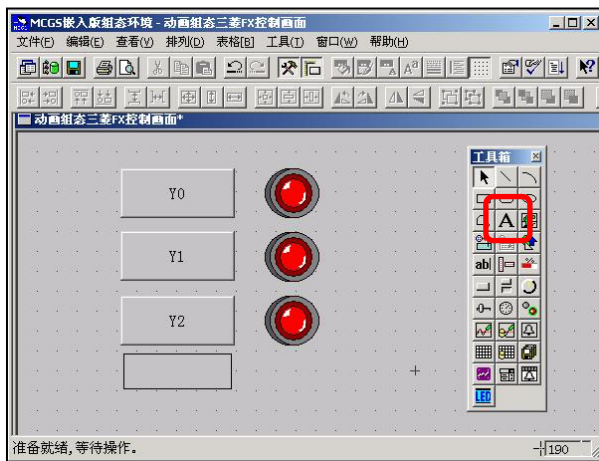 MCGS嵌入版组态环境 - 动画组态三菱FX控制画面
文件(F) 编辑(E) 查看(V) 排列(D) 表格[B] 工具(T) 窗口(W) 帮助(H)
动画组态三菱FX控制画面*
工具箱
Y0
A
Y1
ab|
Y2
LED
准备就绪,等待操作。
190